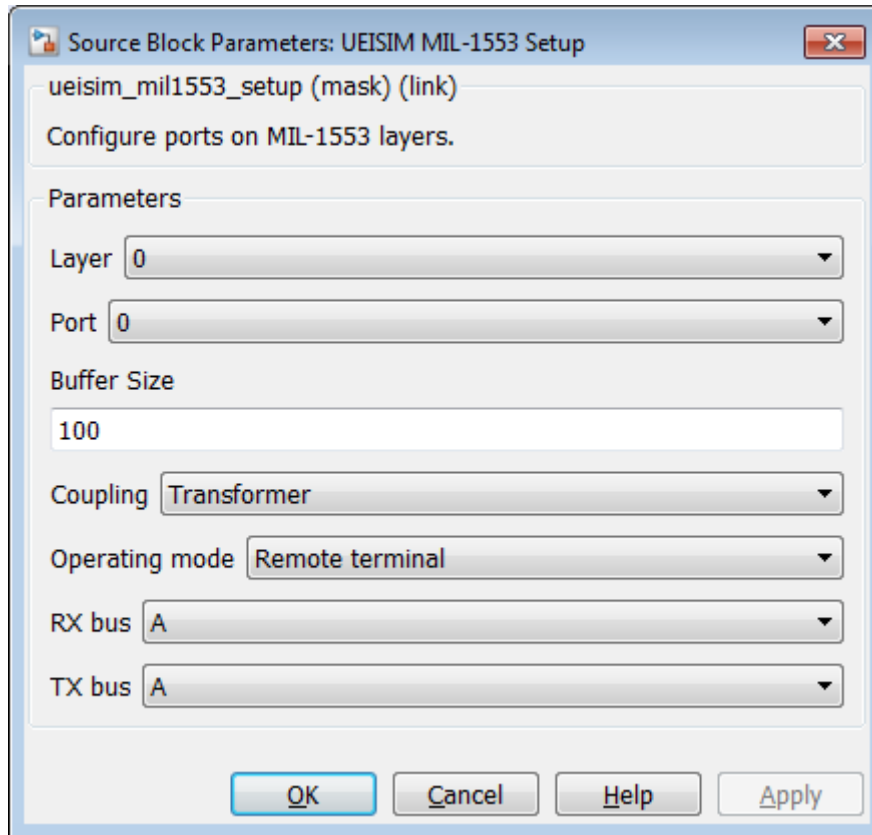 Source Block Parameters: UEISIM MIL-1553 Setup
ueisim_mil1553_setup (mask) (link)
Configure ports on MIL-1553 layers.
Parameters
Layer 0
Port 0
Buffer Size
100
Coupling Transformer
Operating mode Remote terminal
RX bus A
TX bus A
OK Cancel Help Apply